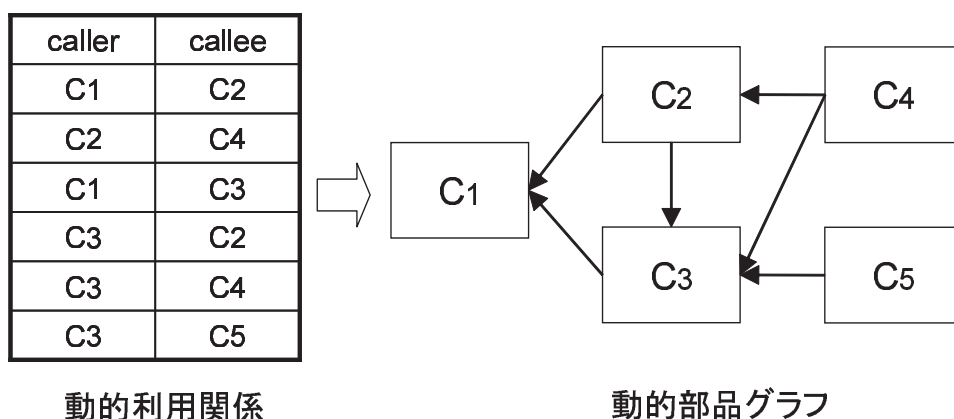 caller callee
C1 C2
C2 C4
C1 C3
C3 C2
C3 C4
C3 C5
動的利用関係
C1
C2
C4
C3
C5
動的部品グラフ